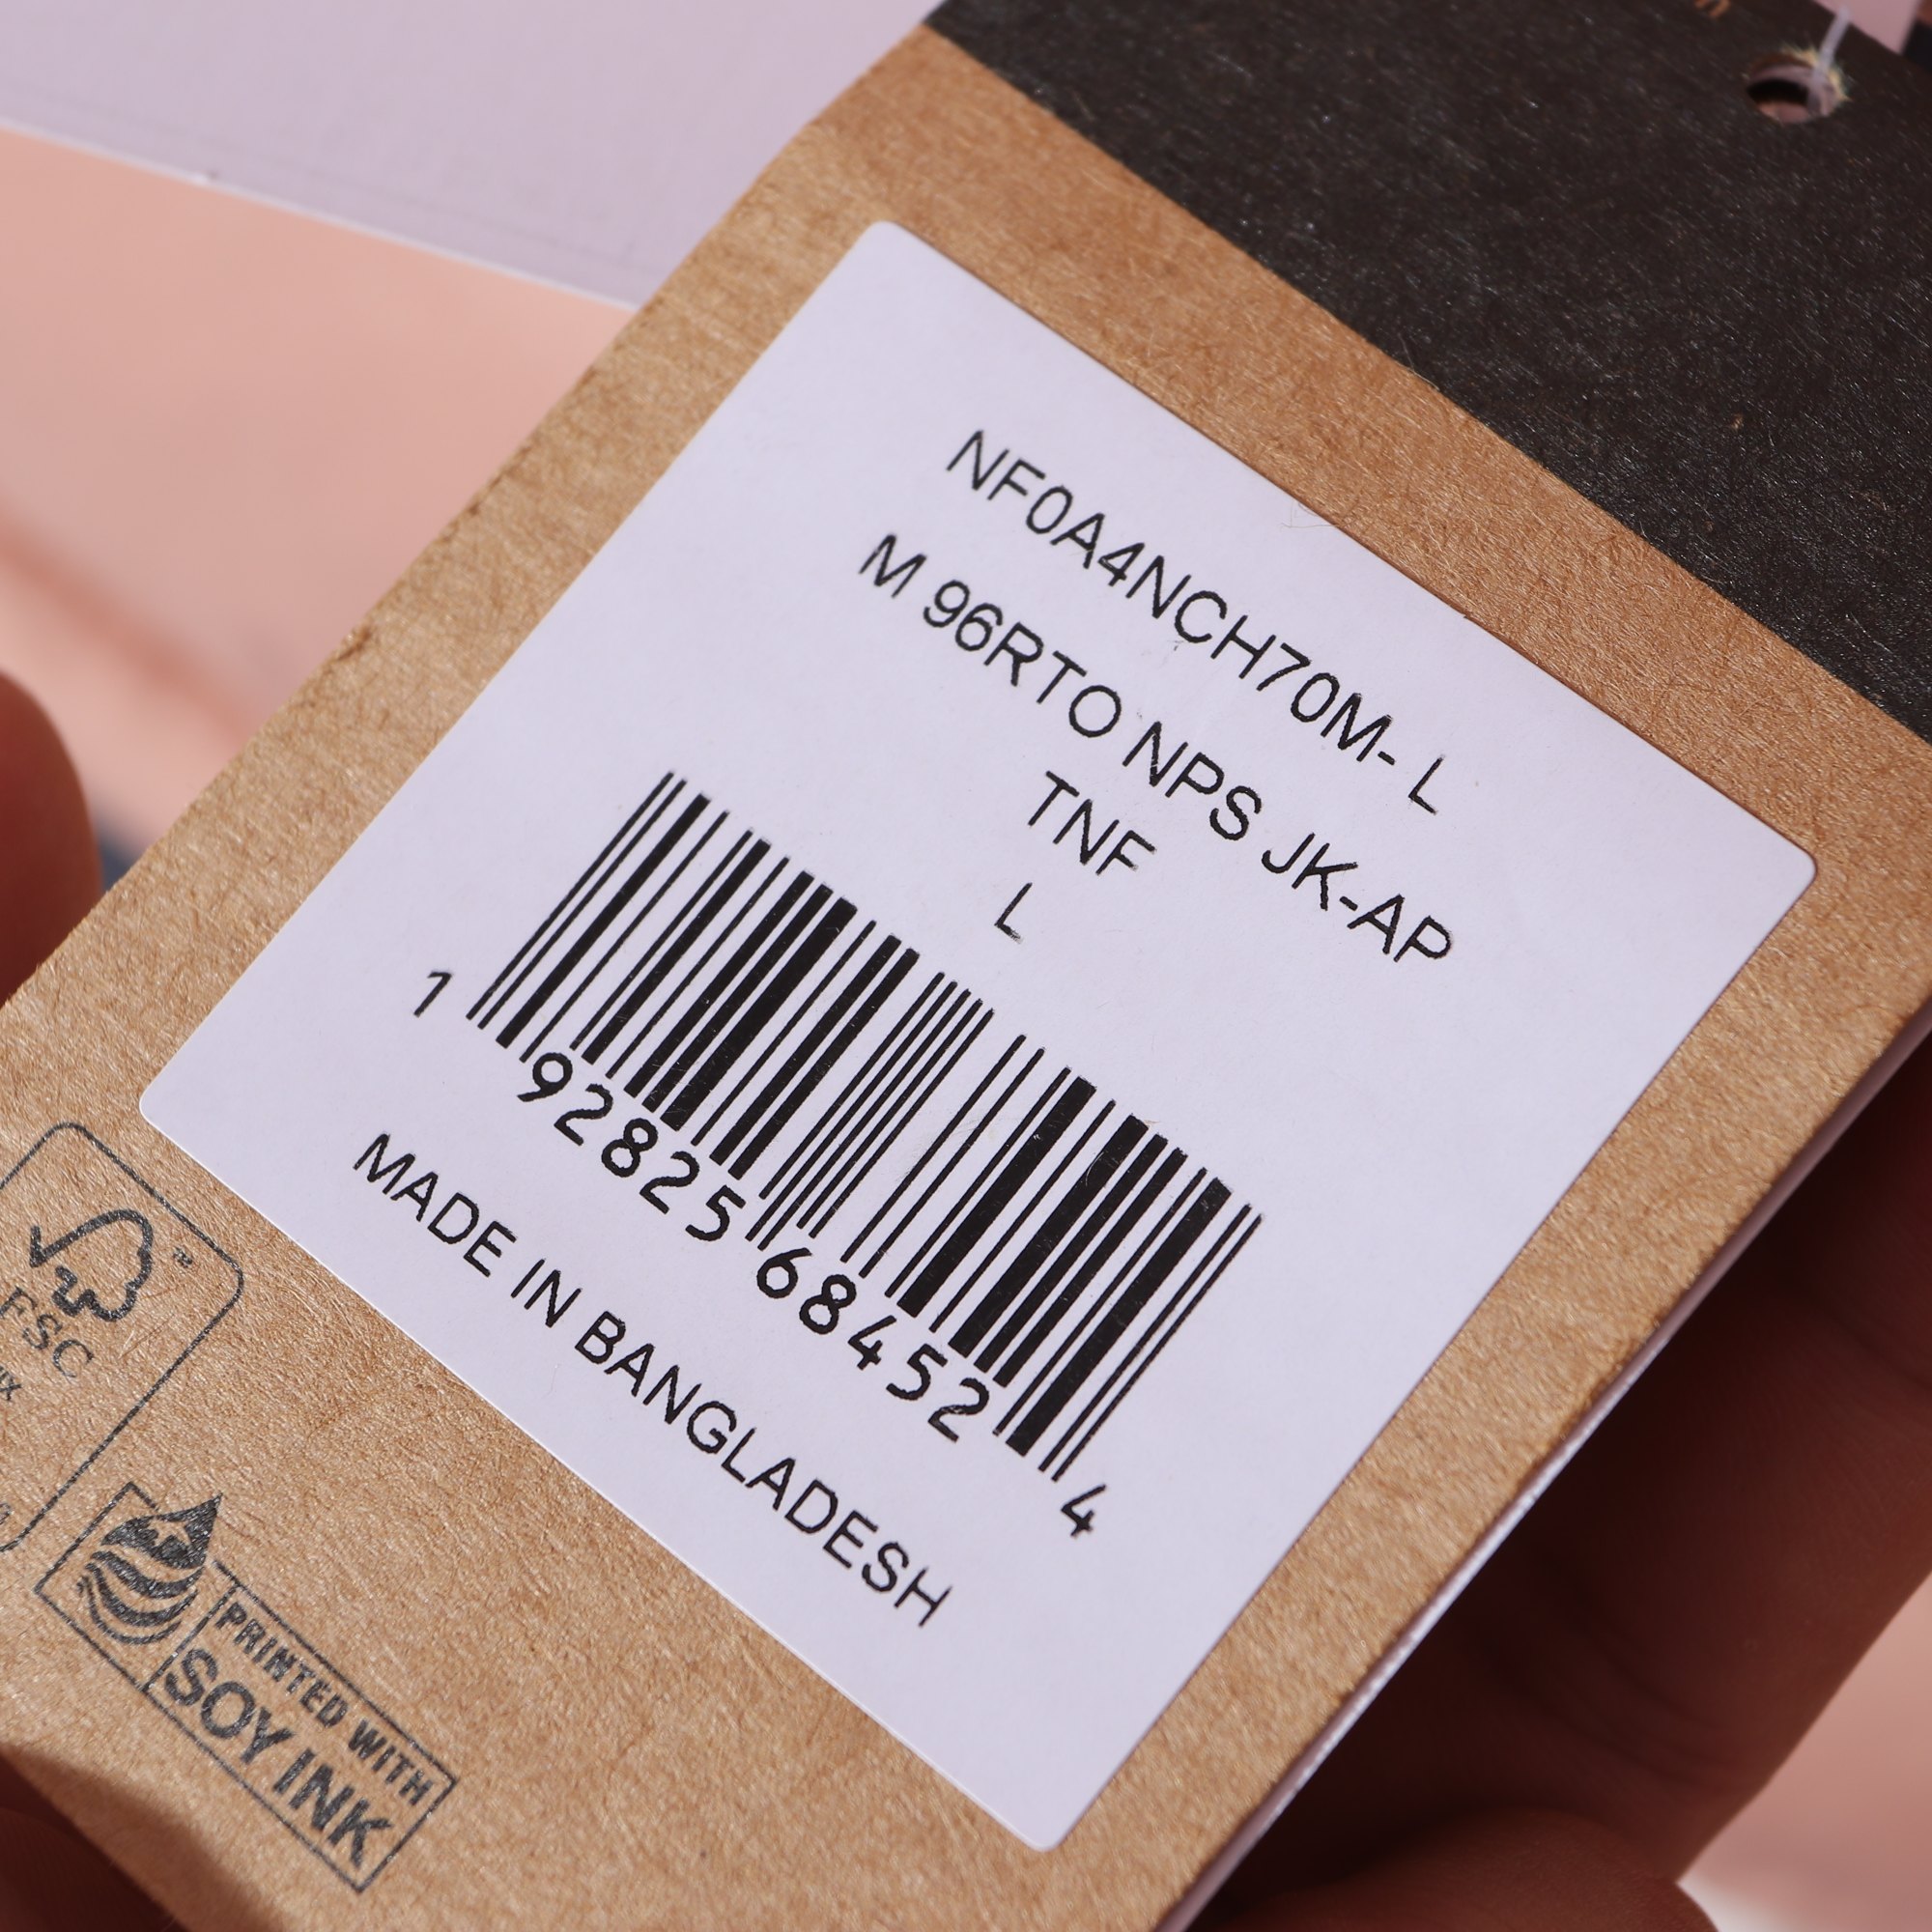 NF0A4NCH70M- L
M 96RTO NPS JK-AP
TNF
L
1 92825 68452 4
MADE IN BANGLADESH
FSC
PRINTED WITH
SOY INK